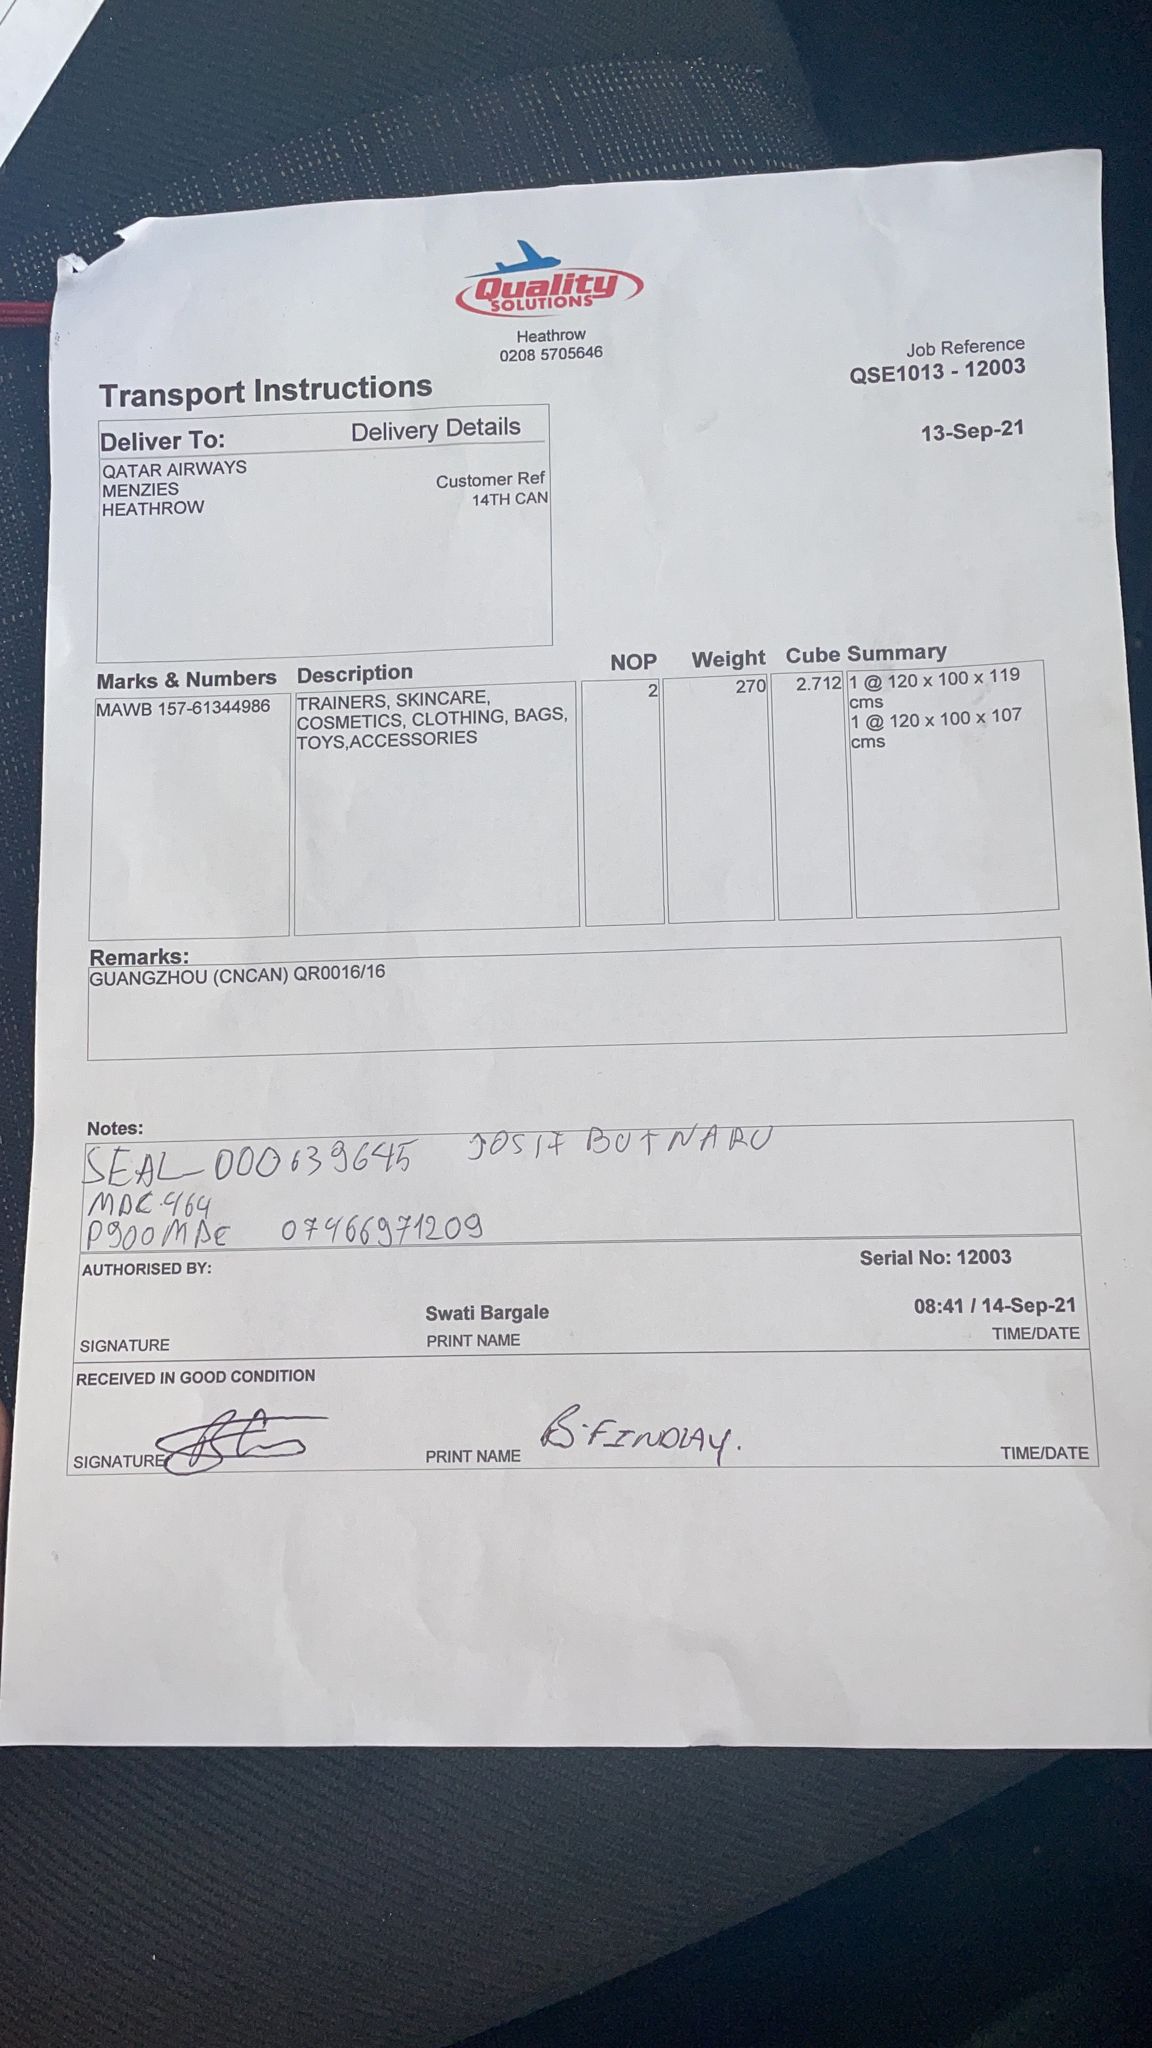 Quality
SOLUTIONS
Heathrow
0208 5705646
Job Reference
QSE1013 - 12003
13-Sep-21
Transport Instructions
Deliver To: Delivery Details
QATAR AIRWAYS
MENZIES
HEATHROW
Customer Ref
14TH CAN
Marks & Numbers Description NOP Weight Cube Summary
MAWB 157-61344986
TRAINERS, SKINCARE,
COSMETICS, CLOTHING, BAGS,
TOYS,ACCESSORIES
2
270
2.712
1 @ 120 x 100 x 119
cms
1 @ 120 x 100 x 107
cms
Remarks:
GUANGZHOU (CNCAN) QR0016/16
Notes:
SEAL-000639645 BUTNARU
P900 07466971209
AUTHORISED BY:
Serial No: 12003
Swati Bargale 08:41 / 14-Sep-21
SIGNATURE PRINT NAME TIME/DATE
RECEIVED IN GOOD CONDITION
B.FINDLAY.
SIGNATURE PRINT NAME TIME/DATE